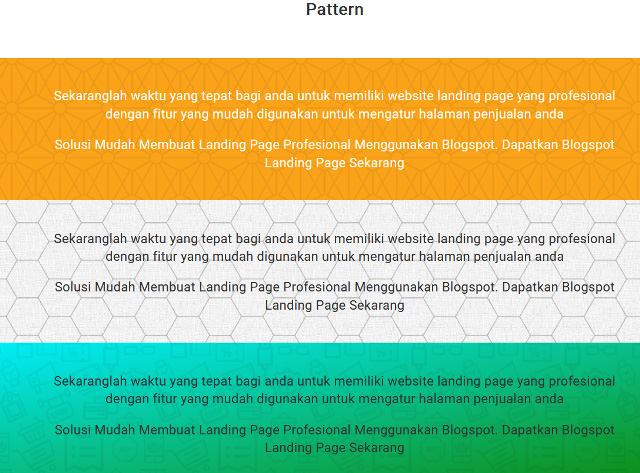 Pattern
Sekaranglah waktu yang tepat bagi anda untuk memiliki website landing page yang profesional
dengan fitur yang mudah digunakan untuk mengatur halaman penjualan anda
Solusi Mudah Membuat Landing Page Profesional Menggunakan Blogspot. Dapatkan Blogspot
Landing Page Sekarang
Sekaranglah waktu yang tepat bagi anda untuk memiliki website landing page yang profesional
dengan fitur yang mudah digunakan untuk mengatur halaman penjualan anda
Solusi Mudah Membuat Landing Page Profesional Menggunakan Blogspot. Dapatkan Blogspot
Landing Page Sekarang
Sekaranglah waktu yang tepat bagi anda untuk memiliki website landing page yang profesional
dengan fitur yang mudah digunakan untuk mengatur halaman penjualan anda
Solusi Mudah Membuat Landing Page Profesional Menggunakan Blogspot. Dapatkan Blogspot
Landing Page Sekarang